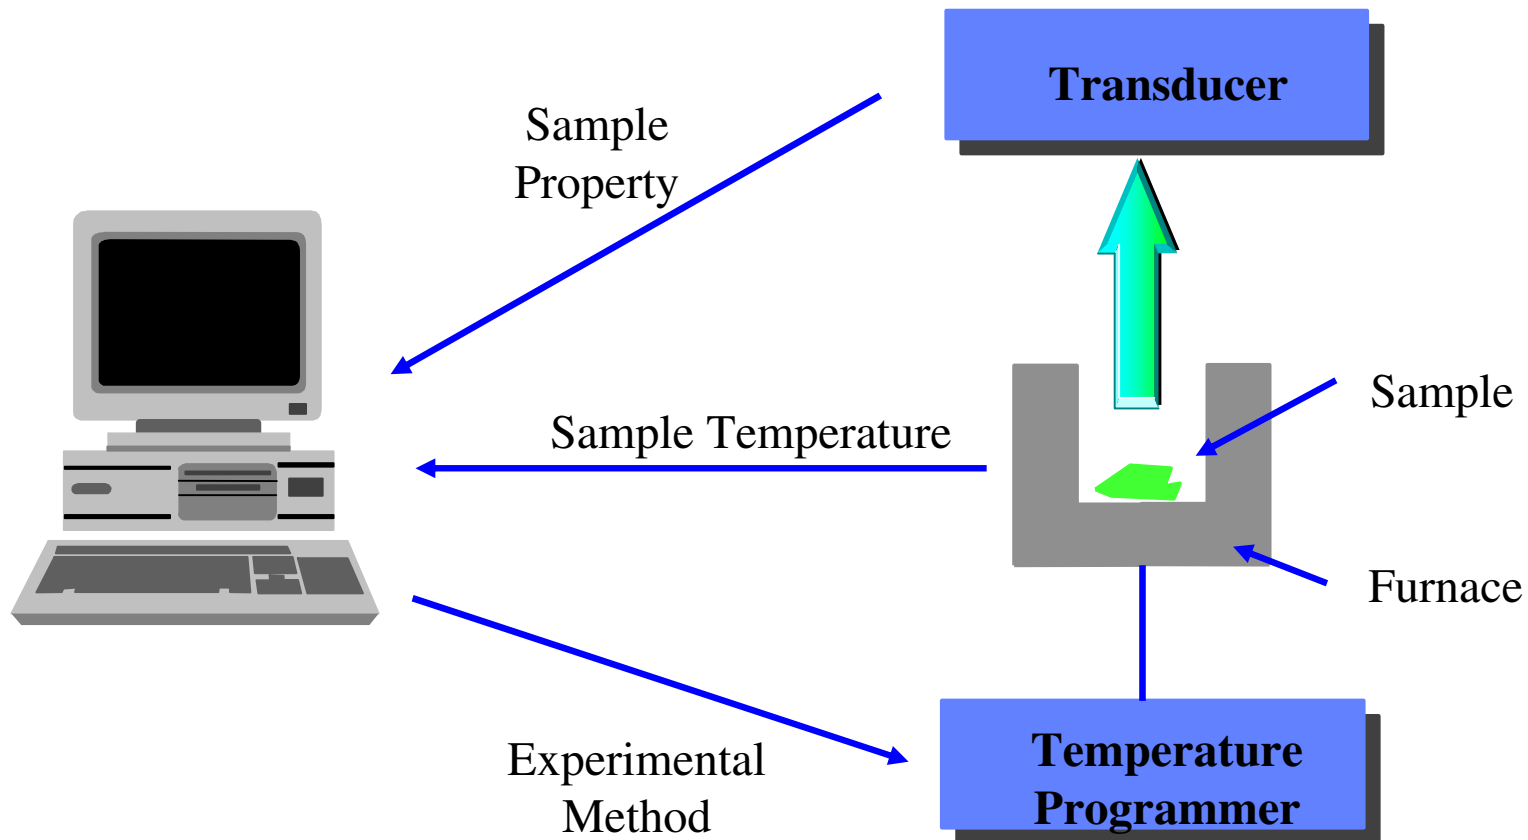 Transducer
Sample
Property
Sample Temperature
Sample
Furnace
Experimental
Method
Temperature
Programmer